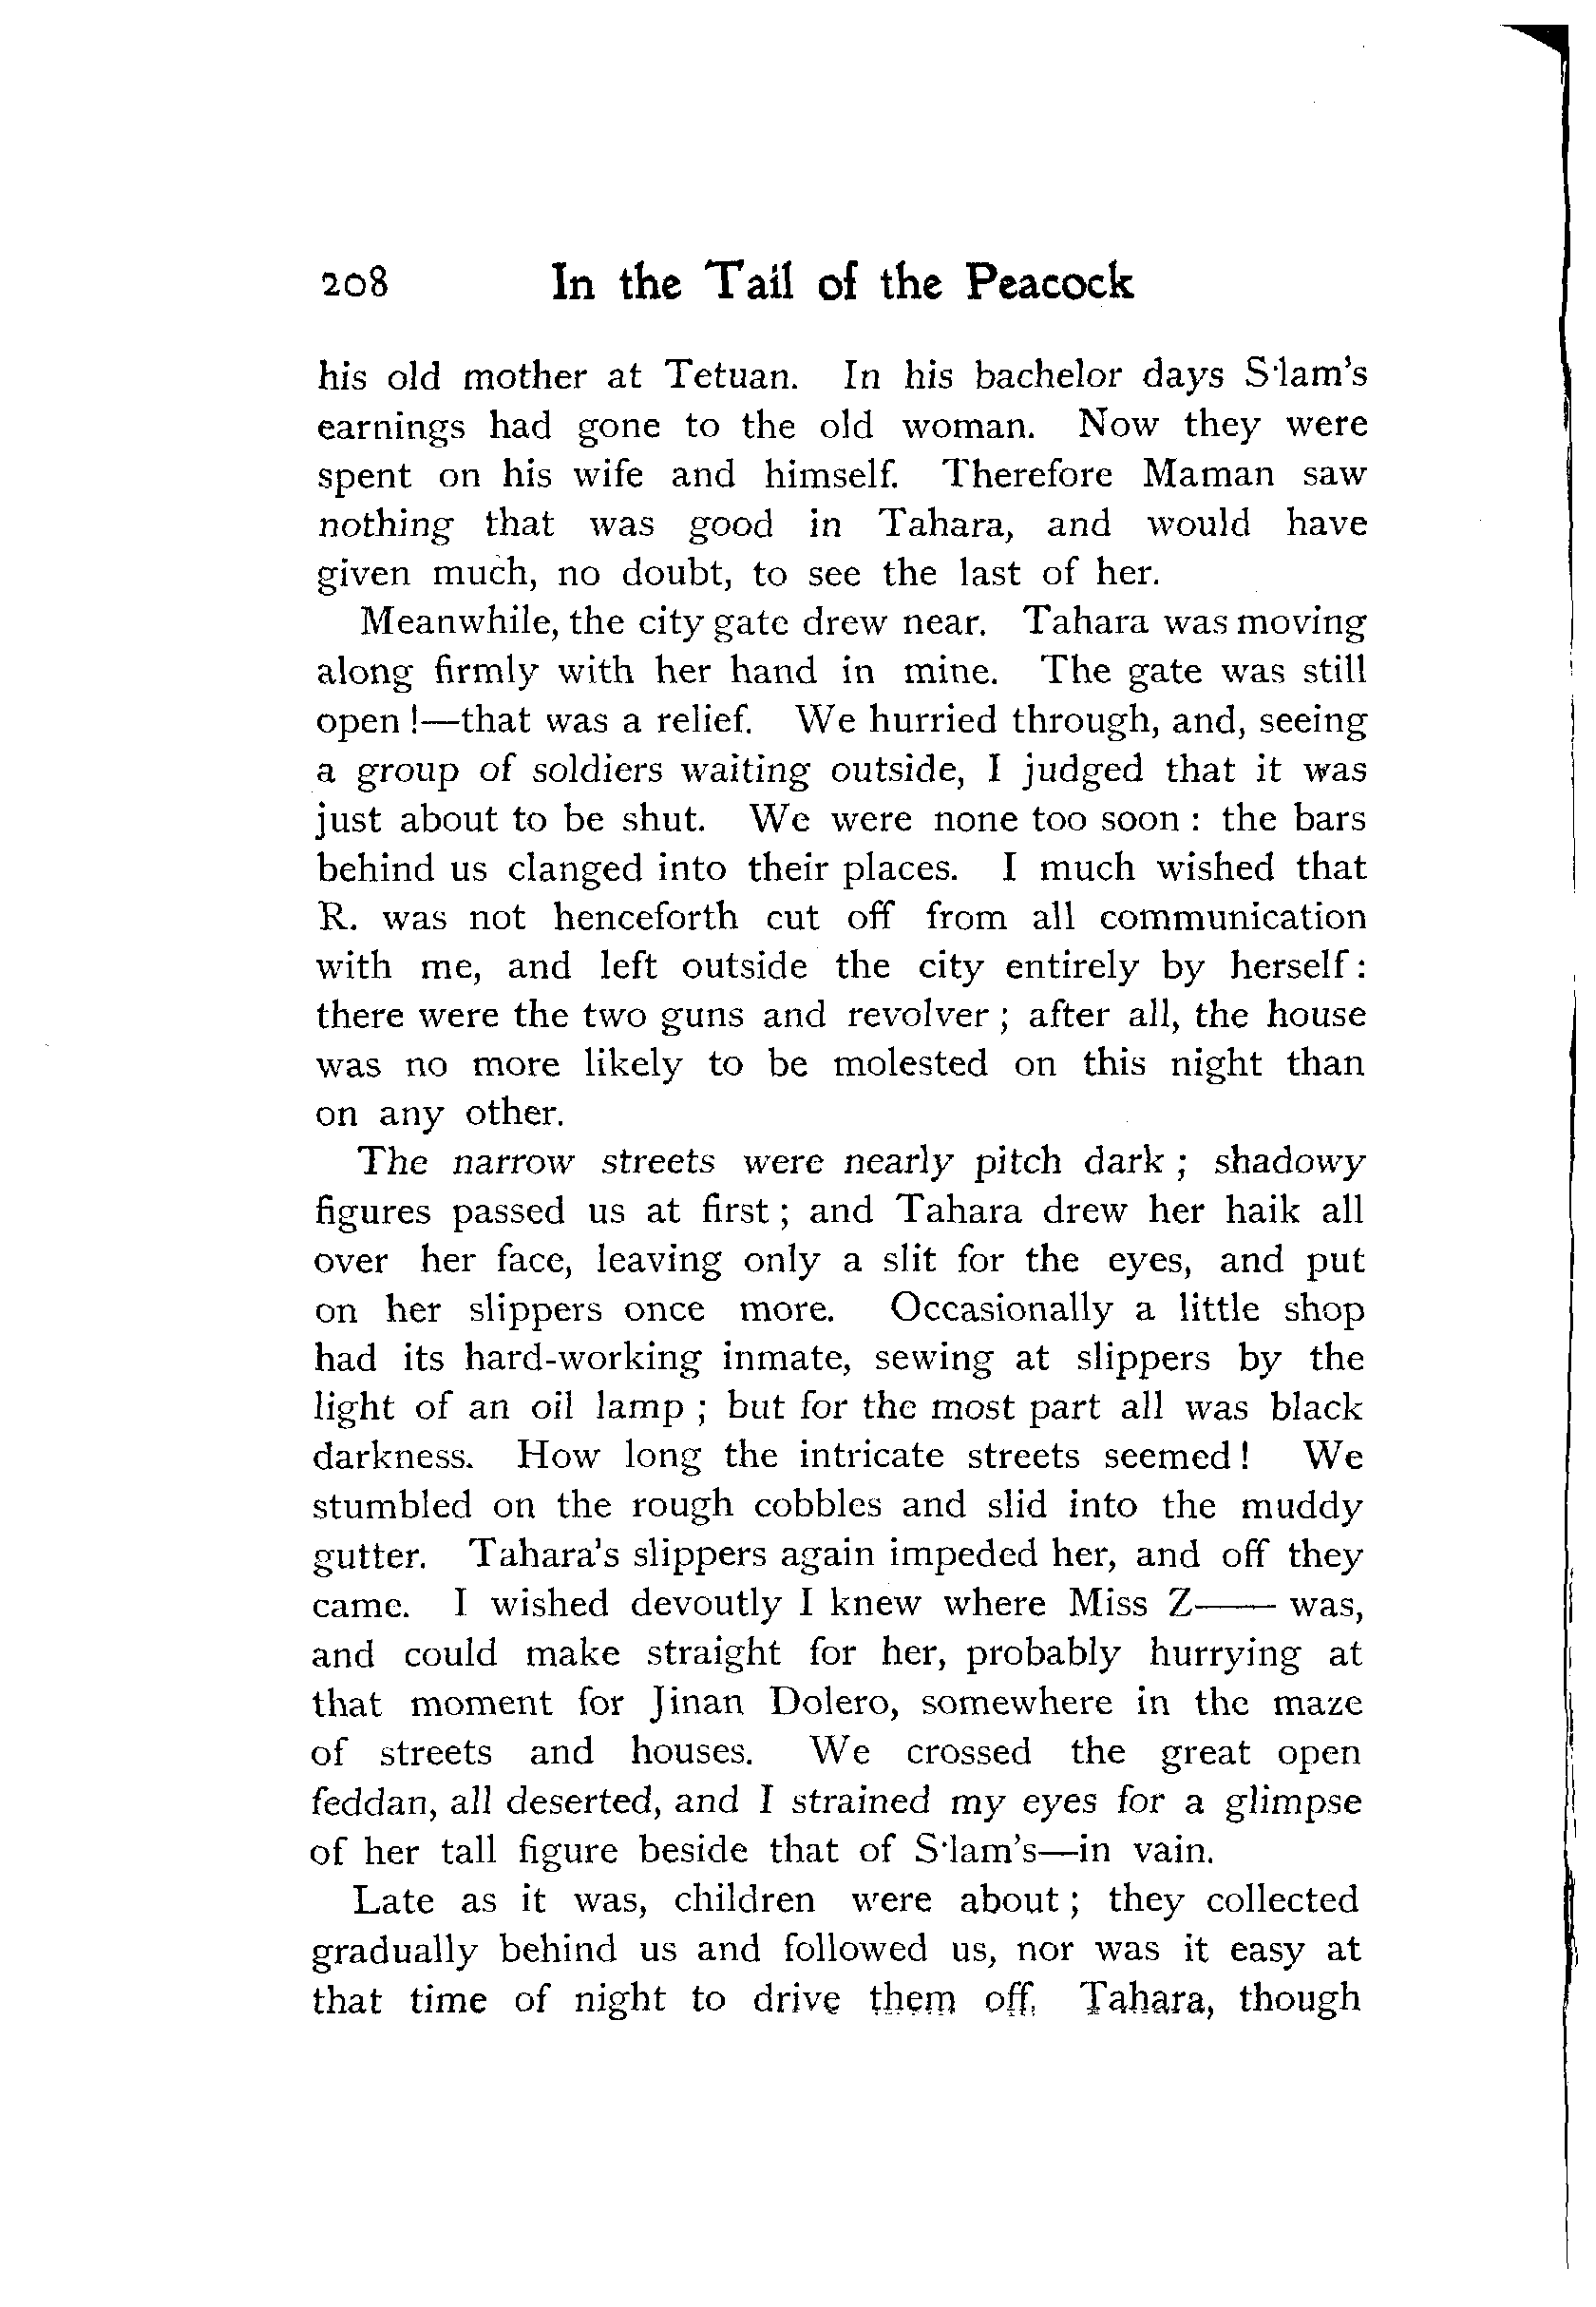 208 In the Tail of the Peacock
his old mother at Tetuan. In his bachelor days S·lam's
earnings had gone to the old woman. Now they were
spent on his wife and himself. Therefore Maman saw
nothing that was good in Tahara, and would have
given much, no doubt, to see the last of her.
Meanwhile, the city gate drew near. Tahara was moving
along firmly with her hand in mine. The gate was still
open !—that was a relief. We hurried through, and, seeing
a group of soldiers waiting outside, I judged that it was
just about to be shut. We were none too soon : the bars
behind us clanged into their places. I much wished that
R. was not henceforth cut off from all communication
with me, and left outside the city entirely by herself :
there were the two guns and revolver ; after all, the house
was no more likely to be molested on this night than
on any other.
The narrow streets were nearly pitch dark ; shadowy
figures passed us at first ; and Tahara drew her haik all
over her face, leaving only a slit for the eyes, and put
on her slippers once more. Occasionally a little shop
had its hard-working inmate, sewing at slippers by the
light of an oil lamp ; but for the most part all was black
darkness. How long the intricate streets seemed ! We
stumbled on the rough cobbles and slid into the muddy
gutter. Tahara's slippers again impeded her, and off they
came. I wished devoutly I knew where Miss Z—— was,
and could make straight for her, probably hurrying at
that moment for Jinan Dolero, somewhere in the maze
of streets and houses. We crossed the great open
feddan, all deserted, and I strained my eyes for a glimpse
of her tall figure beside that of S·lam's—in vain.
Late as it was, children were about ; they collected
gradually behind us and followed us, nor was it easy at
that time of night to drive them off. Tahara, though